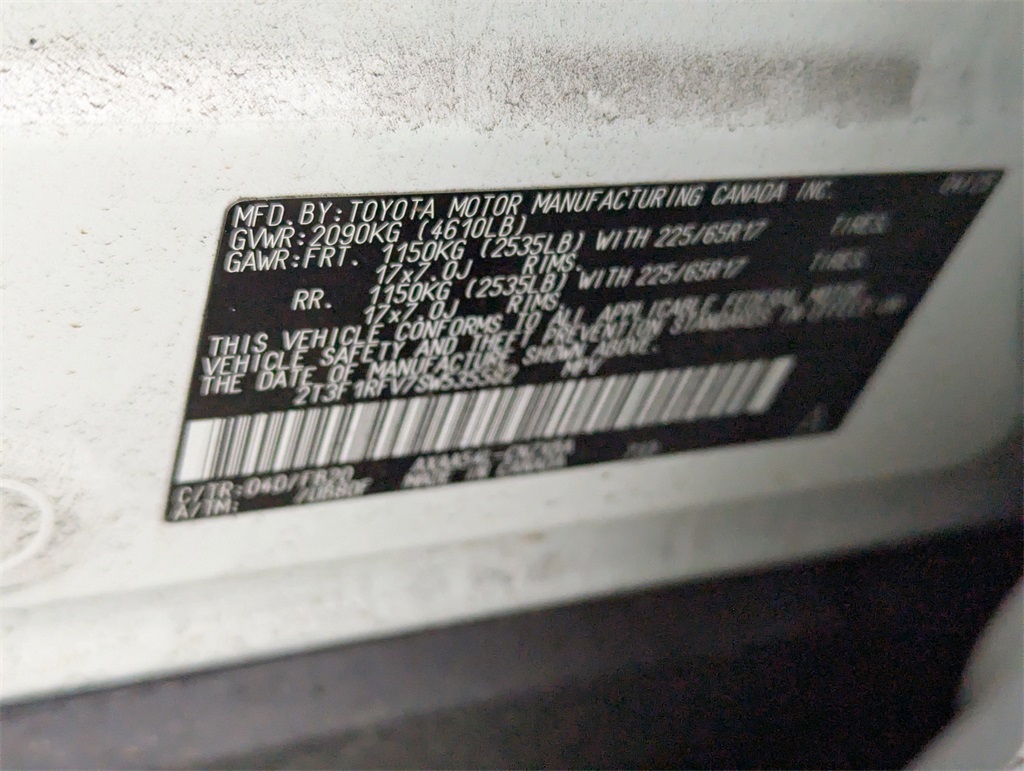 MFD. BY: TOYOTA MOTOR MANUFACTURING CANADA INC.
GVWR: 2090KG (4610LB)
GAWR: FRT. 1150KG (2535LB) WITH 225/65R17 TIRES,
17x7.0J RIMS.
RR. 1150KG (2535LB) WITH 225/65R17 TIRES,
17x7.0J RIMS.
THIS VEHICLE CONFORMS TO ALL APPLICABLE FEDERAL MOTOR
VEHICLE SAFETY AND THEFT PREVENTION STANDARDS IN EFFECT ON
THE DATE OF MANUFACTURE SHOWN ABOVE.
MPV
C/TR: 040/
A/TM: MADE IN CANADA
A